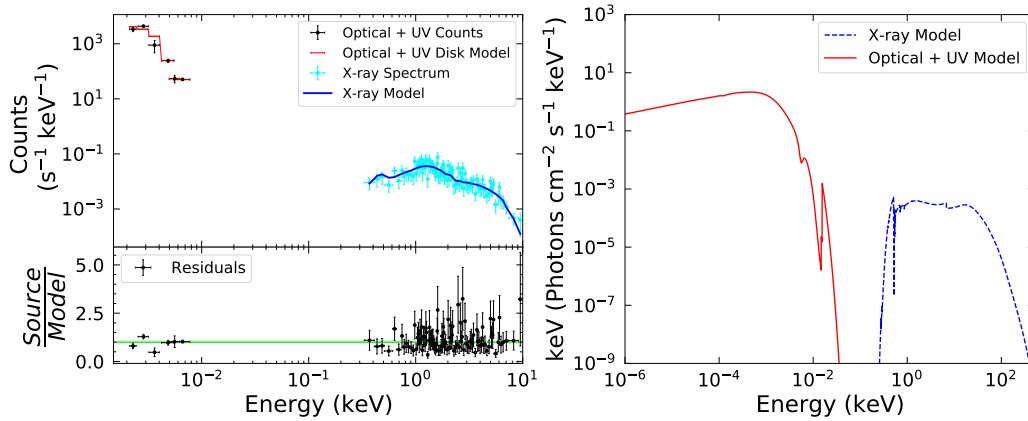 Counts
(s⁻¹ keV⁻¹)
10³
10¹
10⁻¹
10⁻³
Optical + UV Counts
Optical + UV Disk Model
X-ray Spectrum
X-ray Model
Source
Model
5.0
2.5
0.0
Residuals
10⁻² 10⁻¹ 10⁰ 10¹
Energy (keV)
keV (Photons cm⁻² s⁻¹ keV⁻¹)
10³
10¹
10⁻¹
10⁻³
10⁻⁵
10⁻⁷
10⁻⁹
X-ray Model
Optical + UV Model
10⁻⁶ 10⁻⁴ 10⁻² 10⁰ 10²
Energy (keV)